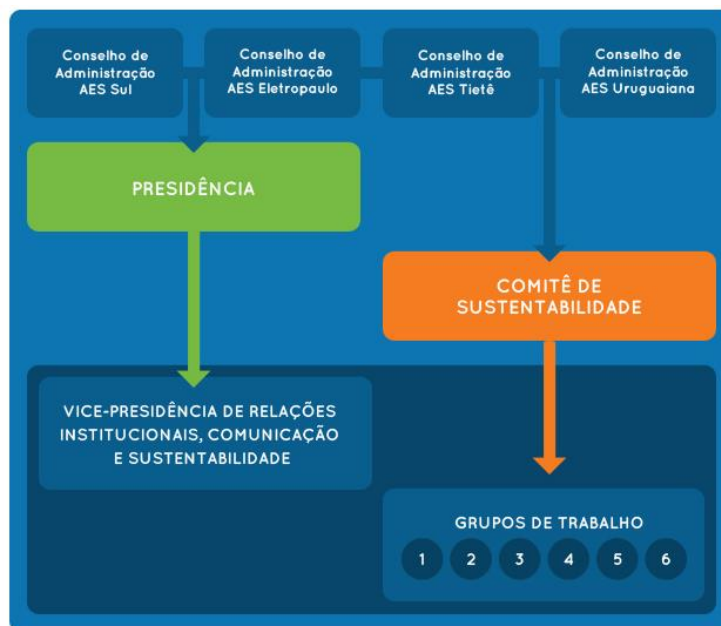 Conselho de
Administração
AES Sul
Conselho de
Administração
AES Eletropaulo
Conselho de
Administração
AES Tietê
Conselho de
Administração
AES Uruguaiana
PRESIDÊNCIA
COMITÊ DE
SUSTENTABILIDADE
VICE-PRESIDÊNCIA DE RELAÇÕES
INSTITUCIONAIS, COMUNICAÇÃO
E SUSTENTABILIDADE
GRUPOS DE TRABALHO
1 2 3 4 5 6